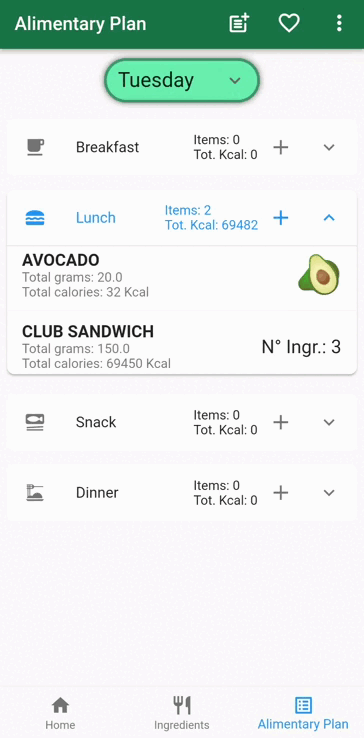 Alimentary Plan
Tuesday
Breakfast
Items: 0
Tot. Kcal: 0
Lunch
Items: 2
Tot. Kcal: 69482
AVOCADO
Total grams: 20.0
Total calories: 32 Kcal
CLUB SANDWICH
Total grams: 150.0
Total calories: 69450 Kcal
N° Ingr.: 3
Snack
Items: 0
Tot. Kcal: 0
Dinner
Items: 0
Tot. Kcal: 0
Home
Ingredients
Alimentary Plan